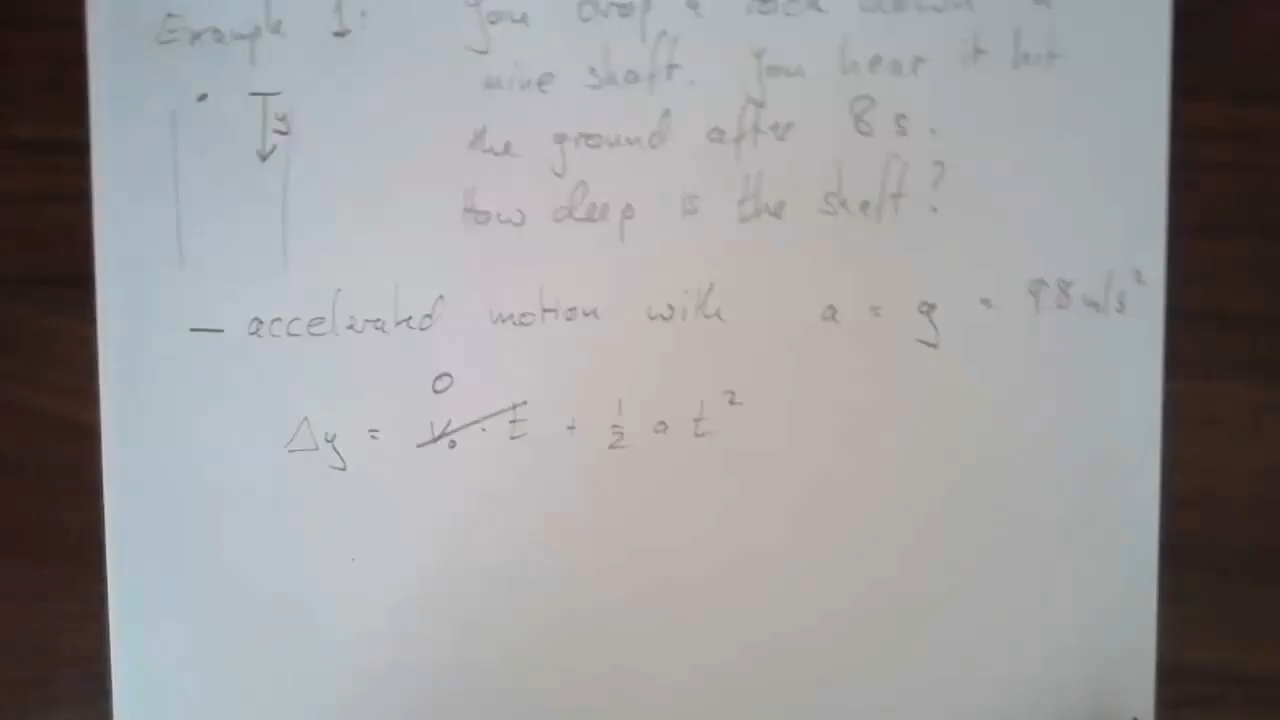 Example 1: You drop a rock down a
mine shaft. You hear it hit
y
the ground after 8 s.
How deep is the shaft?
— accelerated motion with a = g = 9.8 m/s²
0
Δy = v₀ · t + ½ a t²